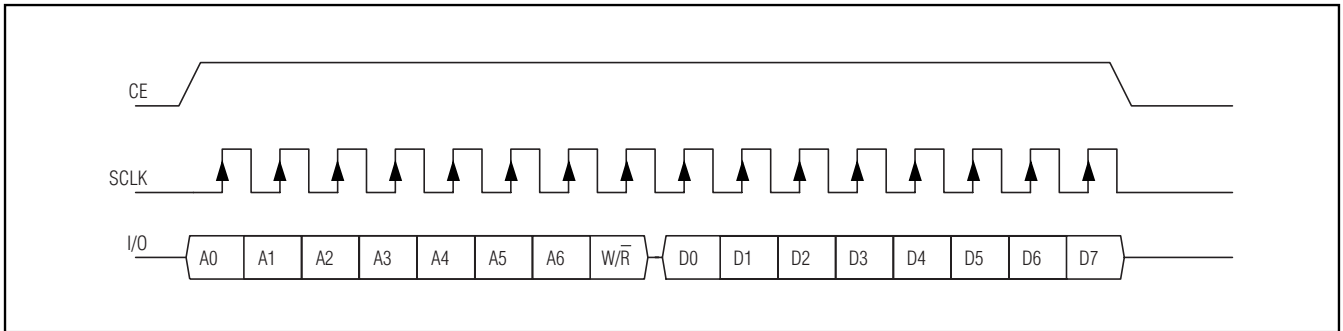 CE
SCLK
I/O
A0 A1 A2 A3 A4 A5 A6 W/R̅ D0 D1 D2 D3 D4 D5 D6 D7